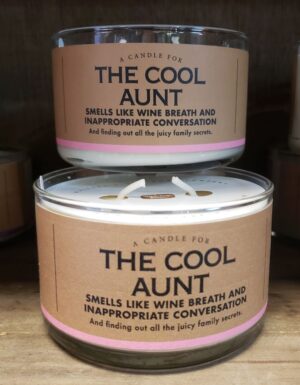 A CANDLE FOR
THE COOL
AUNT
SMELLS LIKE WINE BREATH AND
INAPPROPRIATE CONVERSATION
And finding out all the juicy family secrets.
A CANDLE FOR
THE COOL
AUNT
SMELLS LIKE WINE BREATH AND
INAPPROPRIATE CONVERSATION
And finding out all the juicy family secrets.